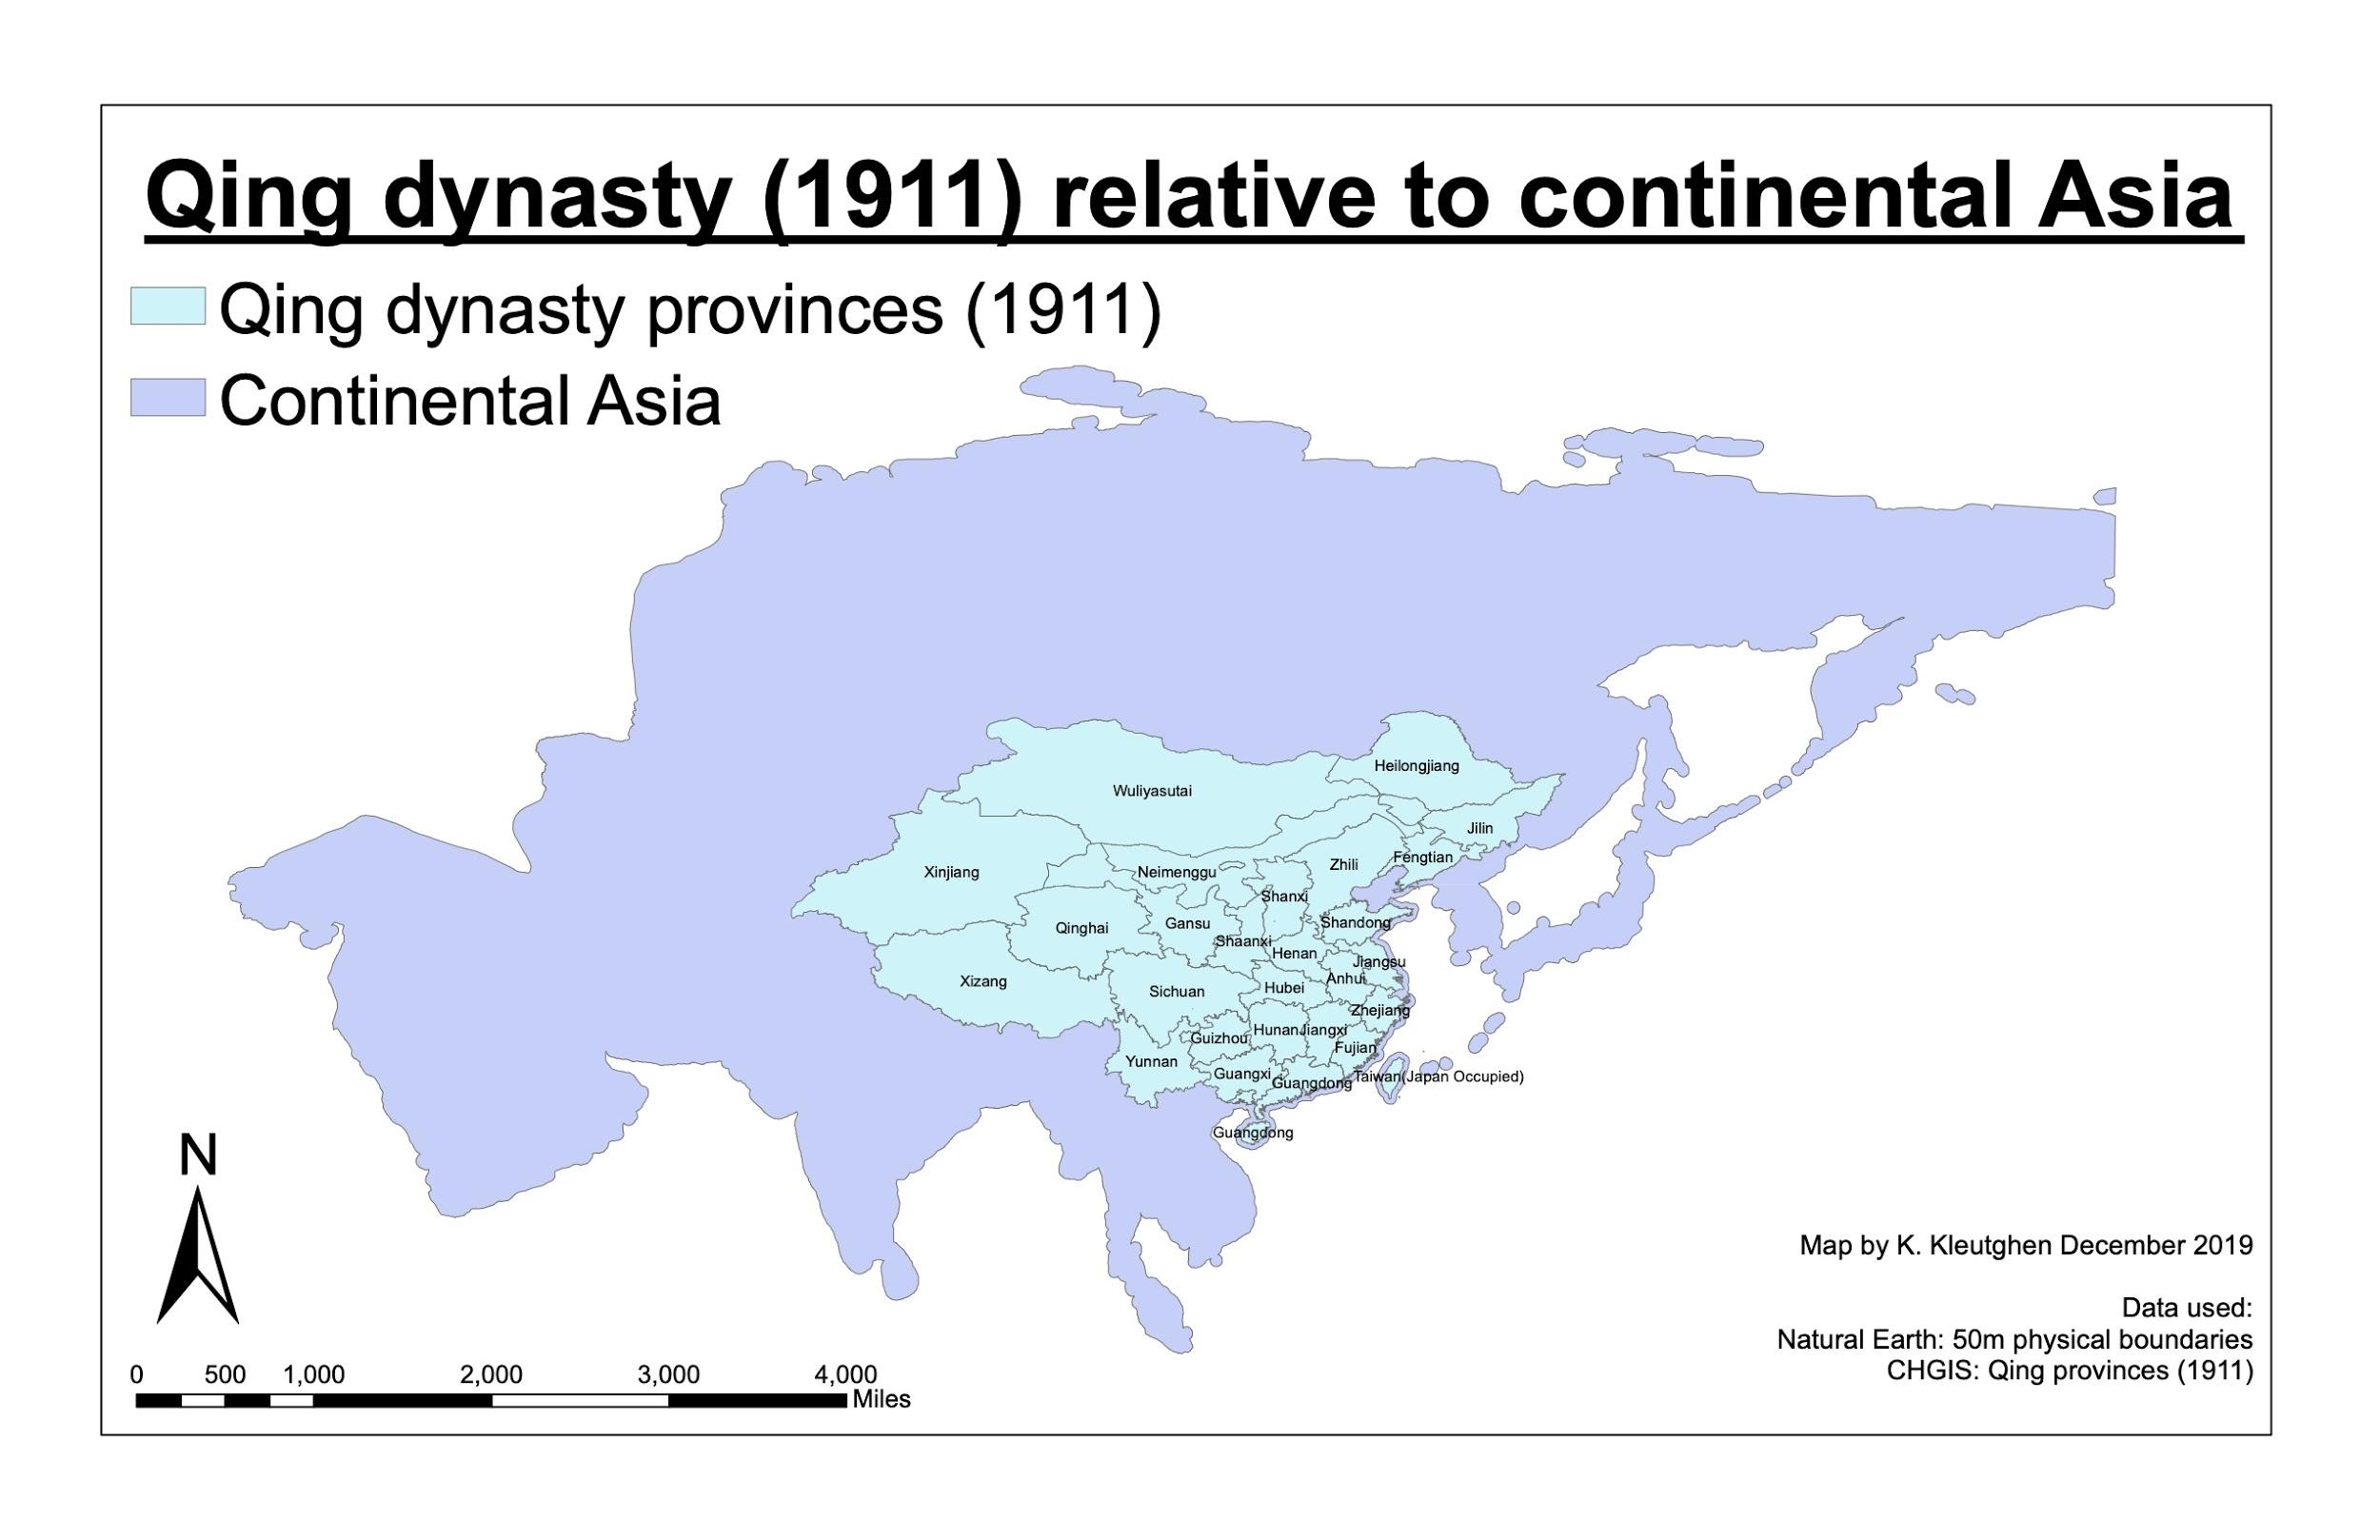 Qing dynasty (1911) relative to continental Asia
Qing dynasty provinces (1911)
Continental Asia
Heilongjiang
Wuliyasutai
Jilin
Fengtian
Zhili
Xinjiang
Neimenggu
Shanxi
Shandong
Gansu
Qinghai
Shaanxi
Henan
Jiangsu
Anhui
Xizang
Hubei
Sichuan
Zhejiang
Hunan
Jiangxi
Guizhou
Fujian
Yunnan
Guangxi
Guangdong
Taiwan(Japan Occupied)
Guangdong
N
Map by K. Kleutghen December 2019
Data used:
Natural Earth: 50m physical boundaries
CHGIS: Qing provinces (1911)
0 500 1,000 2,000 3,000 4,000
Miles